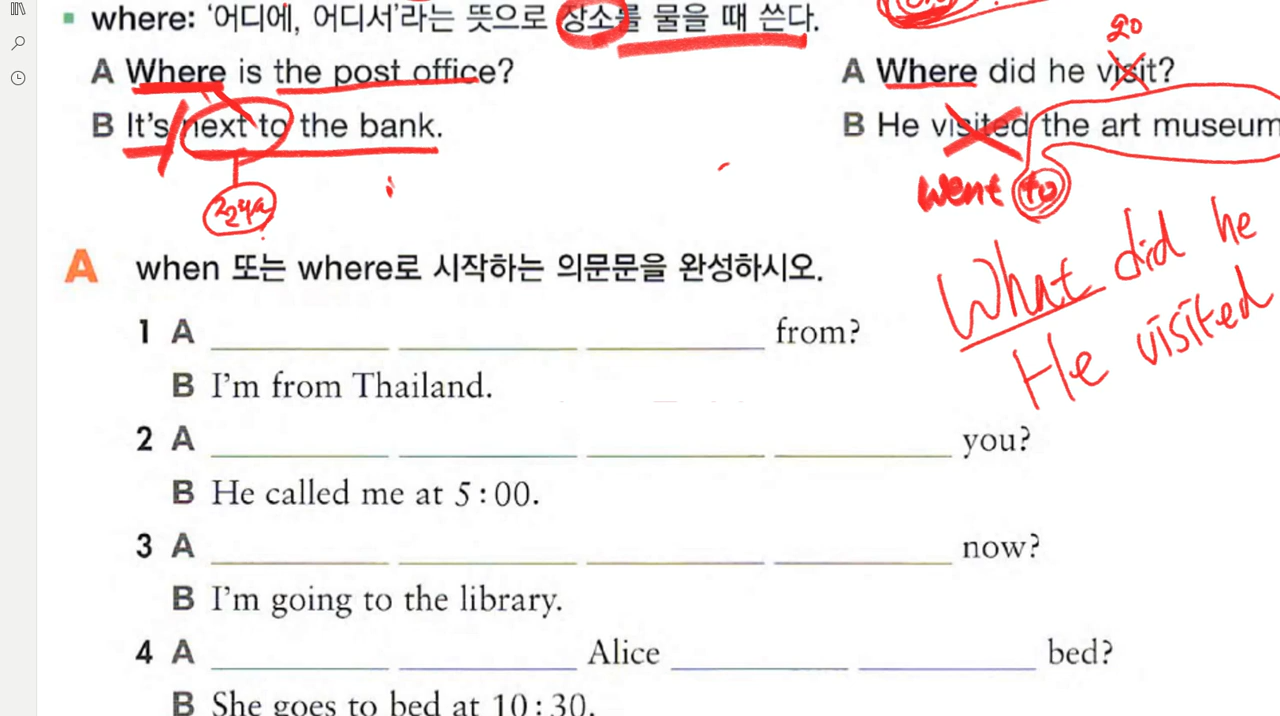 where: '어디에, 어디서'라는 뜻으로 장소를 물을 때 쓴다.
A Where is the post office?
B It's next to the bank.
go
A Where did he visit?
B He visited the art museum
went to
What did he
He visited
A when 또는 where로 시작하는 의문문을 완성하시오.
1 A from?
B I'm from Thailand.
2 A you?
B He called me at 5:00.
3 A now?
B I'm going to the library.
4 A Alice bed?
B She goes to bed at 10:30.